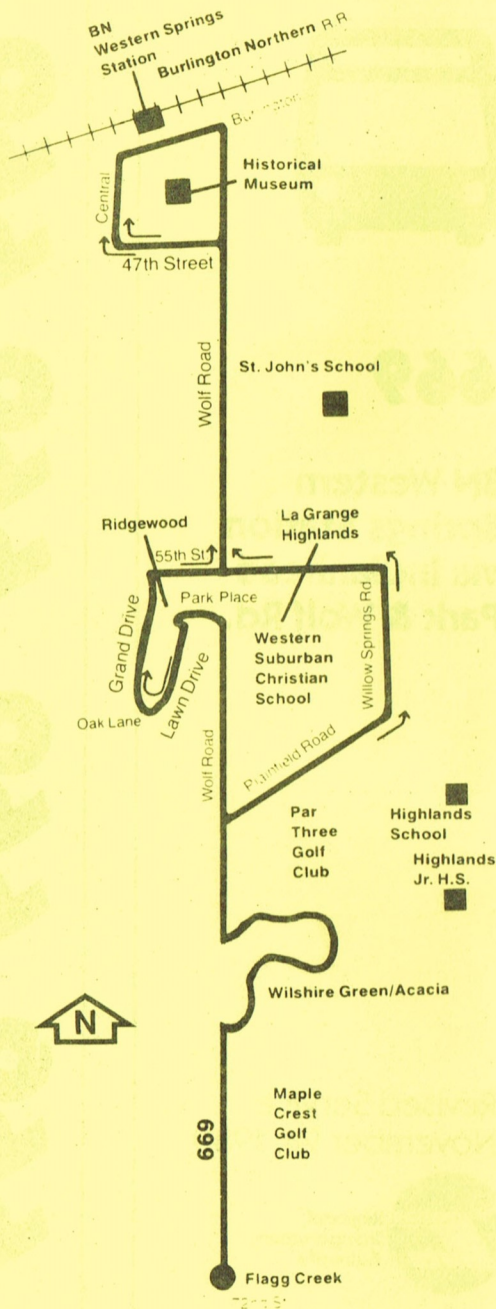 BN
Western Springs
Station
Burlington Northern R R
Historical
Museum
Central
47th Street
Wolf Road
St. John's School
Ridgewood
La Grange
Highlands
55th St
Park Place
Grand Drive
Lawn Drive
Oak Lane
Western
Suburban
Christian
School
Willow Springs Rd
Plainfield Road
Wolf Road
Par
Three
Golf
Club
Highlands
School
Highlands
Jr. H.S.
Wilshire Green/Acacia
N
Maple
Crest
Golf
Club
669
Flagg Creek